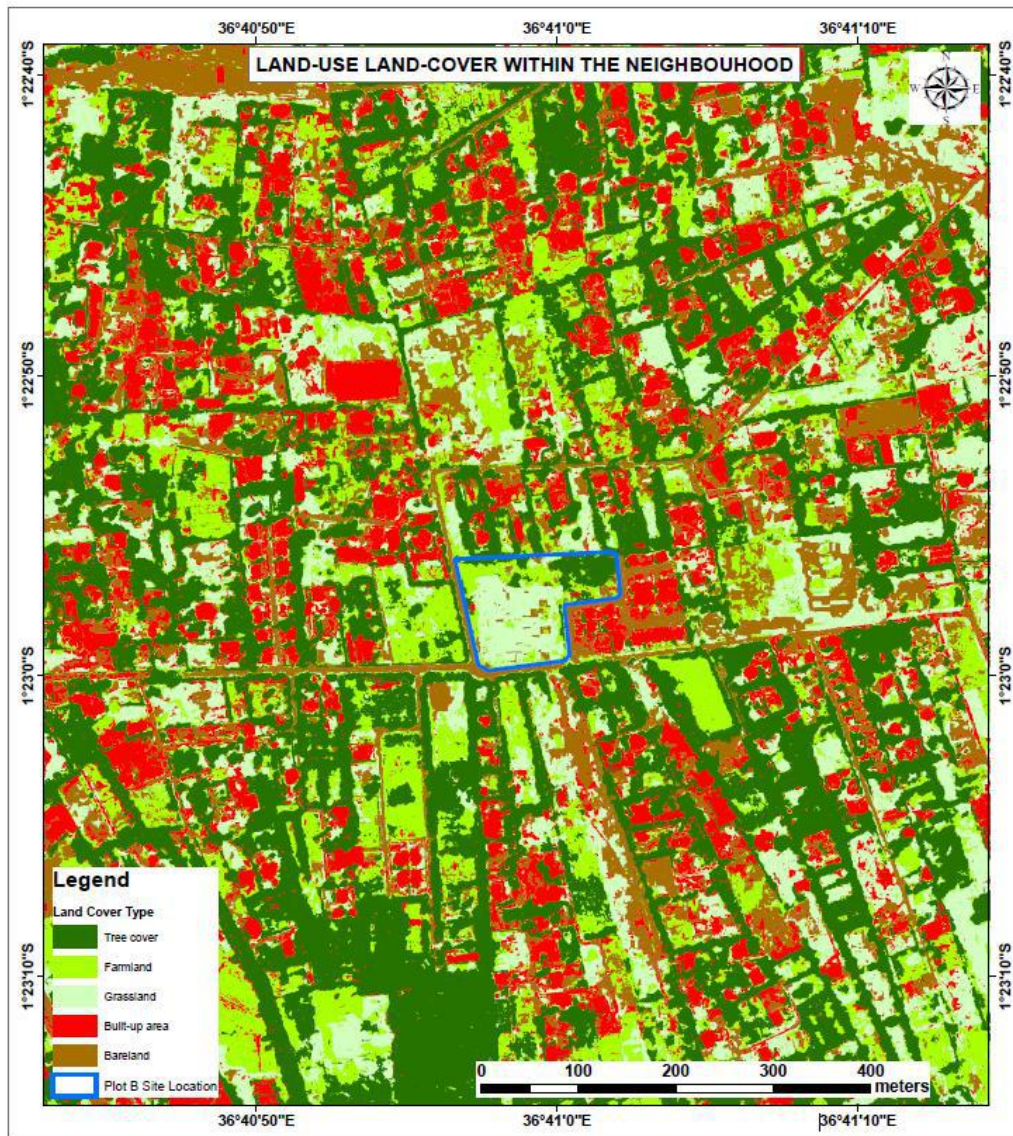 36°40'50"E 36°41'0"E 36°41'10"E
LAND-USE LAND-COVER WITHIN THE NEIGHBOUHOOD
N
W E
S
1°22'40"S 1°22'40"S
1°22'50"S 1°22'50"S
1°23'0"S 1°23'0"S
1°23'10"S 1°23'10"S
Legend
Land Cover Type
Tree cover
Farmland
Grassland
Built-up area
Bareland
Plot B Site Location
0 100 200 300 400
meters
36°40'50"E 36°41'0"E 36°41'10"E